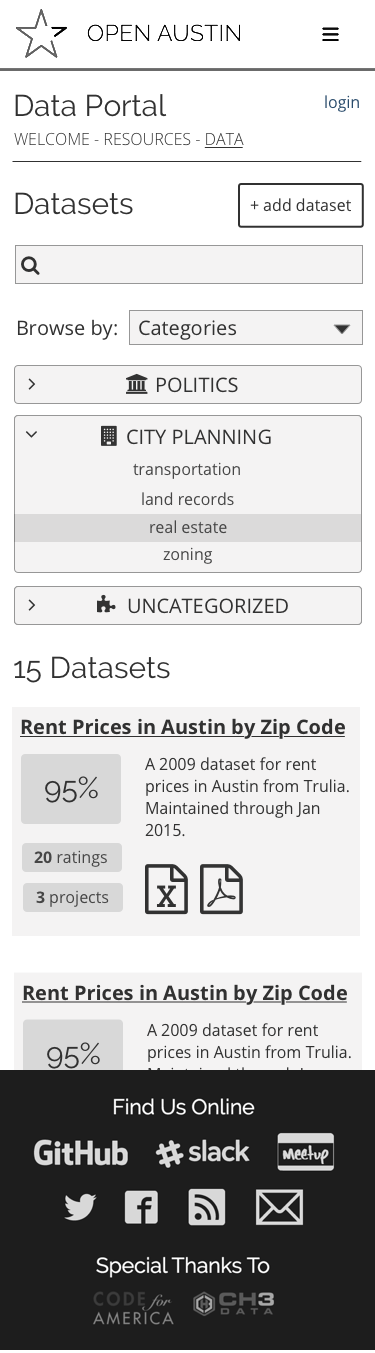 OPEN AUSTIN
Data Portal
login
WELCOME - RESOURCES - DATA
Datasets
+ add dataset
Browse by:
Categories
POLITICS
CITY PLANNING
transportation
land records
real estate
zoning
UNCATEGORIZED
15 Datasets
Rent Prices in Austin by Zip Code
95%
A 2009 dataset for rent
prices in Austin from Trulia.
Maintained through Jan
2015.
20 ratings
3 projects
Rent Prices in Austin by Zip Code
95%
A 2009 dataset for rent
prices in Austin from Trulia.
Find Us Online
GitHub
slack
meetup
Special Thanks To
CODE for
AMERICA
CH3
DATA